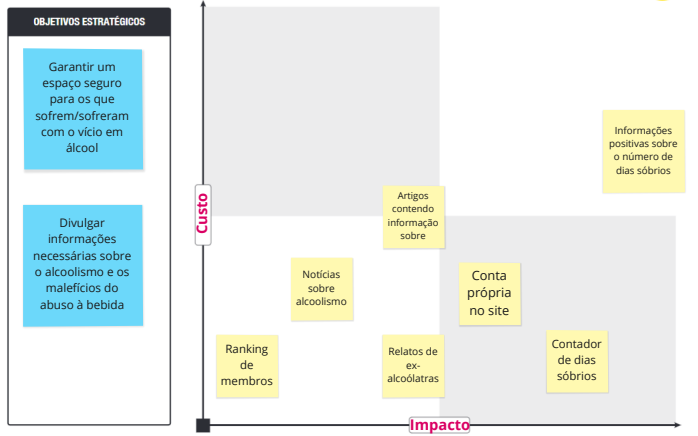 OBJETIVOS ESTRATÉGICOS
Garantir um
espaço seguro
para os que
sofrem/sofreram
com o vício em
álcool
Divulgar
informações
necessárias sobre
o alcoolismo e os
malefícios do
abuso à bebida
Custo
Informações
positivas sobre
o número de
dias sóbrios
Artigos
contendo
informação
sobre
Notícias
sobre
alcoolismo
Conta
própria
no site
Ranking
de
membros
Relatos de
ex-
alcoólatras
Contador
de dias
sóbrios
Impacto